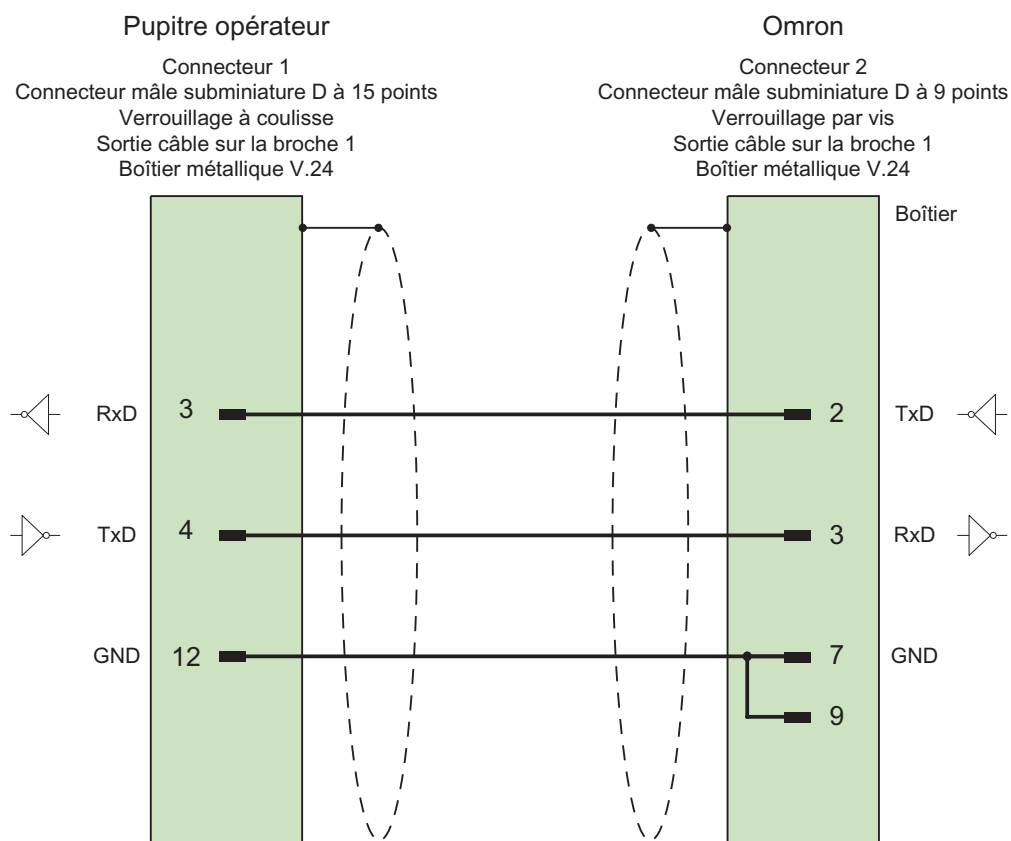 Pupitre opérateur
Connecteur 1
Connecteur mâle subminiature D à 15 points
Verrouillage à coulisse
Sortie câble sur la broche 1
Boîtier métallique V.24
Omron
Connecteur 2
Connecteur mâle subminiature D à 9 points
Verrouillage par vis
Sortie câble sur la broche 1
Boîtier métallique V.24
Boîtier
RxD 3 2 TxD
TxD 4 3 RxD
GND 12 7 GND
9